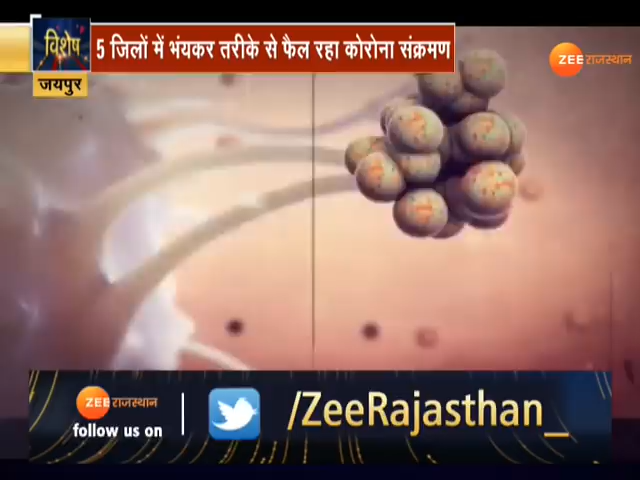 विशेष
5 जिलों में भंयकर तरीके से फैल रहा कोरोना संक्रमण
ZEE राजस्थान
जयपुर
ZEE राजस्थान
follow us on
/ZeeRajasthan_